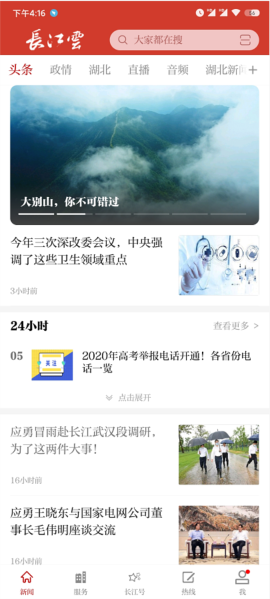 下午4:16
長江雲
大家都在搜
头条 政情 湖北 直播 音频 湖北新闻
大别山，你不可错过
今年三次深改委会议，中央强
调了这些卫生领域重点
3小时前
24小时
查看更多 >
05
关注
2020年高考举报电话开通！各省份电
话一览
点击展开
应勇冒雨赴长江武汉段调研，
为了这两件大事！
16小时前
应勇王晓东与国家电网公司董
事长毛伟明座谈交流
16小时前
新闻 服务 长江号 热线 我